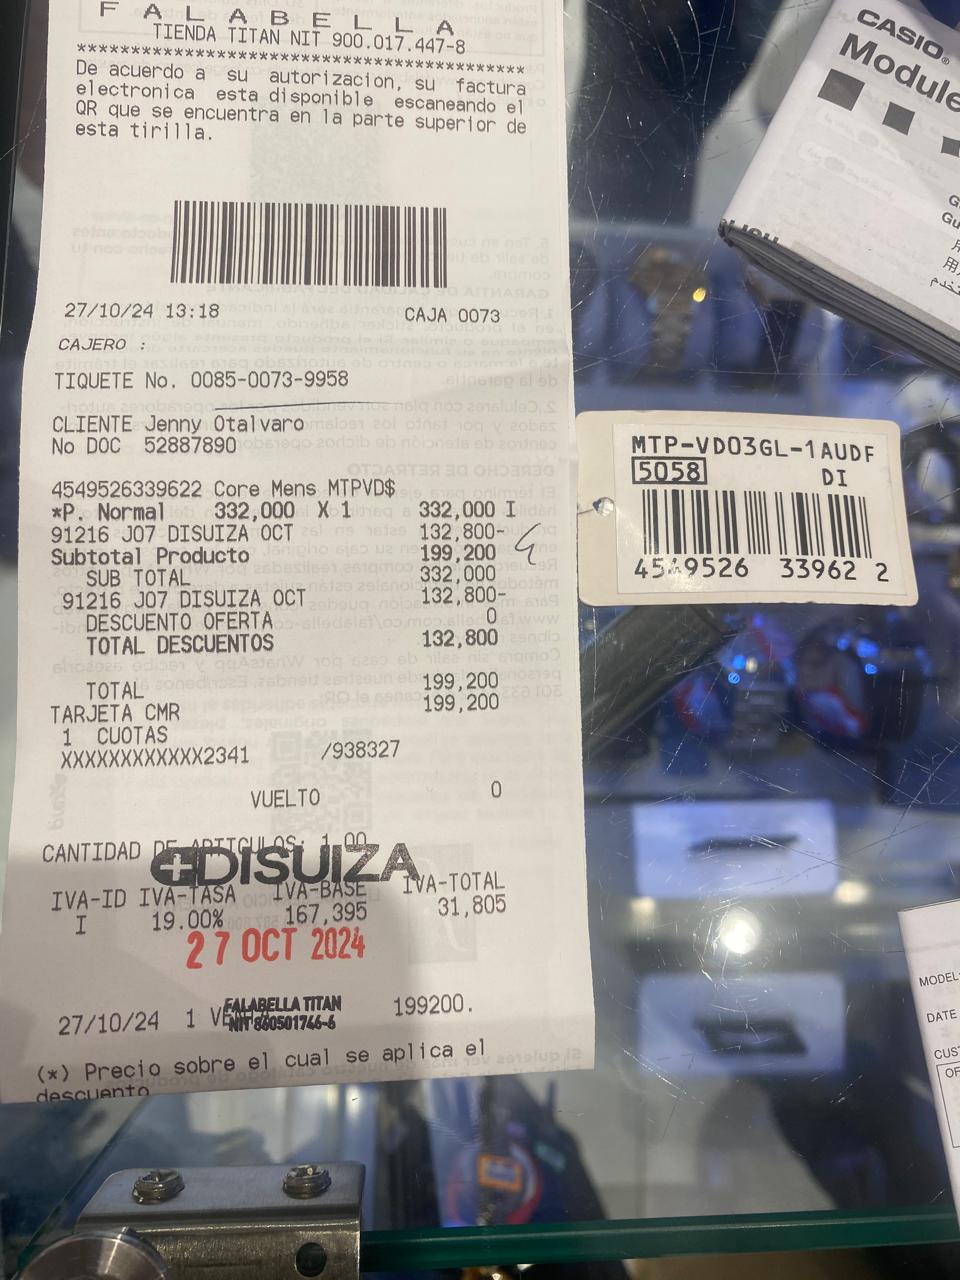 FALABELLA
TIENDA TITAN NIT 900.017.447-8
******************************************
De acuerdo a su autorizacion, su factura
electronica esta disponible escaneando el
QR que se encuentra en la parte superior de
esta tirilla.
27/10/24 13:18 CAJA 0073
CAJERO :
TIQUETE No. 0085-0073-9958
CLIENTE Jenny Otalvaro
No DOC 52887890
4549526339622 Core Mens MTPVD$
*P. Normal 332,000 X 1 332,000 I
91216 J07 DISUIZA OCT 132,800-
Subtotal Producto 199,200
SUB TOTAL 332,000
91216 J07 DISUIZA OCT 132,800-
DESCUENTO OFERTA 0
TOTAL DESCUENTOS 132,800
TOTAL 199,200
TARJETA CMR 199,200
1 CUOTAS
XXXXXXXXXXXX2341 /938327
VUELTO 0
CANTIDAD DE ARTICULOS: 1.00
DISUIZA
IVA-ID IVA-TASA IVA-BASE IVA-TOTAL
I 19.00% 167,395 31,805
27 OCT 2024
FALABELLA TITAN
NIT 860501746-6
27/10/24 1 199200.
(*) Precio sobre el cual se aplica el
descuento
MTP-VD03GL-1AUDF
5058 DI
4549526 33962 2
CASIO®
Module
MODEL:
DATE